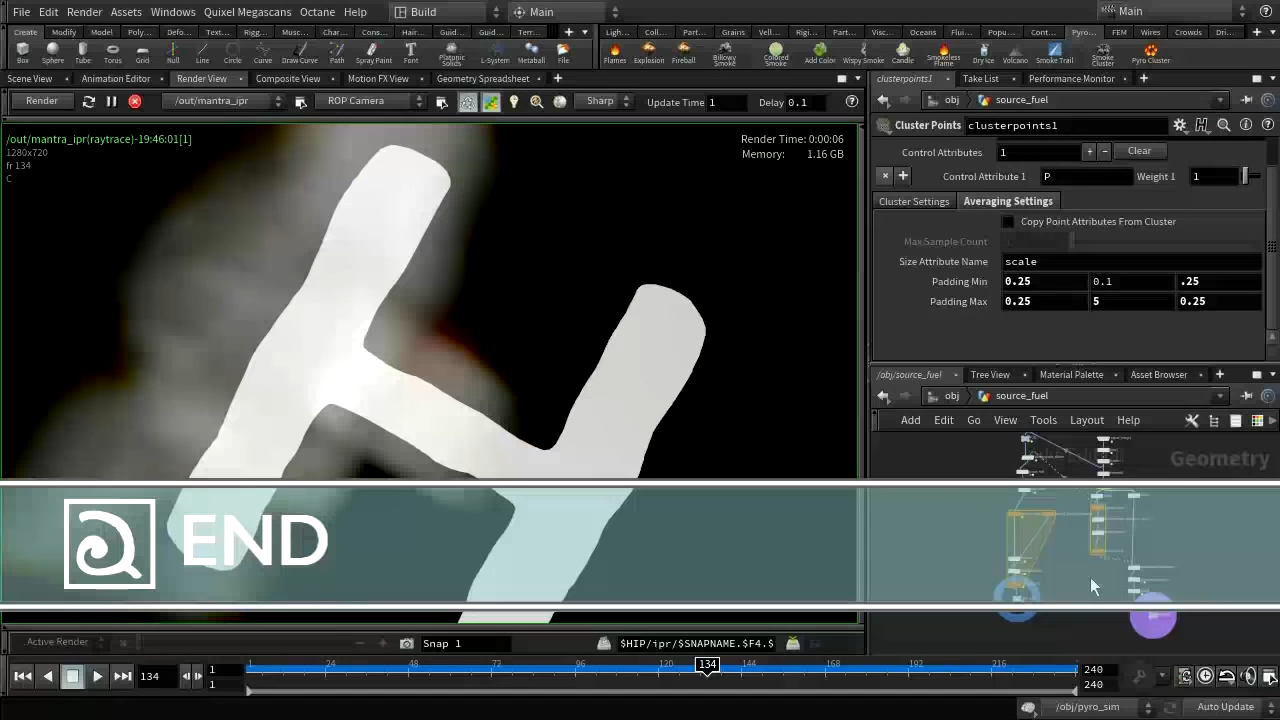 File Edit Render Assets Windows Quixel Megascans Octane Help Build Main Main
Create Modify Model Poly... Defo... Text... Rigg... Musc... Char... Cons... Hair... Guid... Guid... Terr... Ligh... Coll... Part... Grains Vell... Rigi... Part... Visc... Oceans Flui... Popu... Cont... Pyro... FEM Wires Crowds Dri...
Box Sphere Tube Torus Grid Line Circle Curve Draw Curve Path Spray Paint Font Platonic Solids L-System Metaball File Flames Explosion Fireball Billowy Smoke Colored Smoke Add Color Wispy Smoke Candle Smokeless Flame Dry Ice Volcano Smoke Trail Smoke Cluster Pyro Cluster
Scene View Animation Editor Render View Composite View Motion FX View Geometry Spreadsheet clusterpoints1 Take List Performance Monitor
Render /out/mantra_ipr ROP Camera Sharp Update Time 1 Delay 0.1 obj source_fuel
Cluster Points clusterpoints1
/out/mantra_ipr(raytrace)-19:46:01[1] Render Time: 0:00:06
1280x720 Memory: 1.16 GB
fr 134
C
Control Attributes 1 + − Clear
Control Attribute 1 P Weight 1 1
Cluster Settings Averaging Settings
Copy Point Attributes From Cluster
Max Sample Count
Size Attribute Name scale
Padding Min 0.25 0.1 .25
Padding Max 0.25 5 0.25
/obj/source_fuel Tree View Material Palette Asset Browser
obj source_fuel
Add Edit Go View Tools Layout Help
Geometry
END
Active Render Snap 1 $HIP/ipr/$SNAPNAME.$F4.$
134 1 1 24 48 72 96 120 134 144 168 192 216 240
1 240
/obj/pyro_sim Auto Update